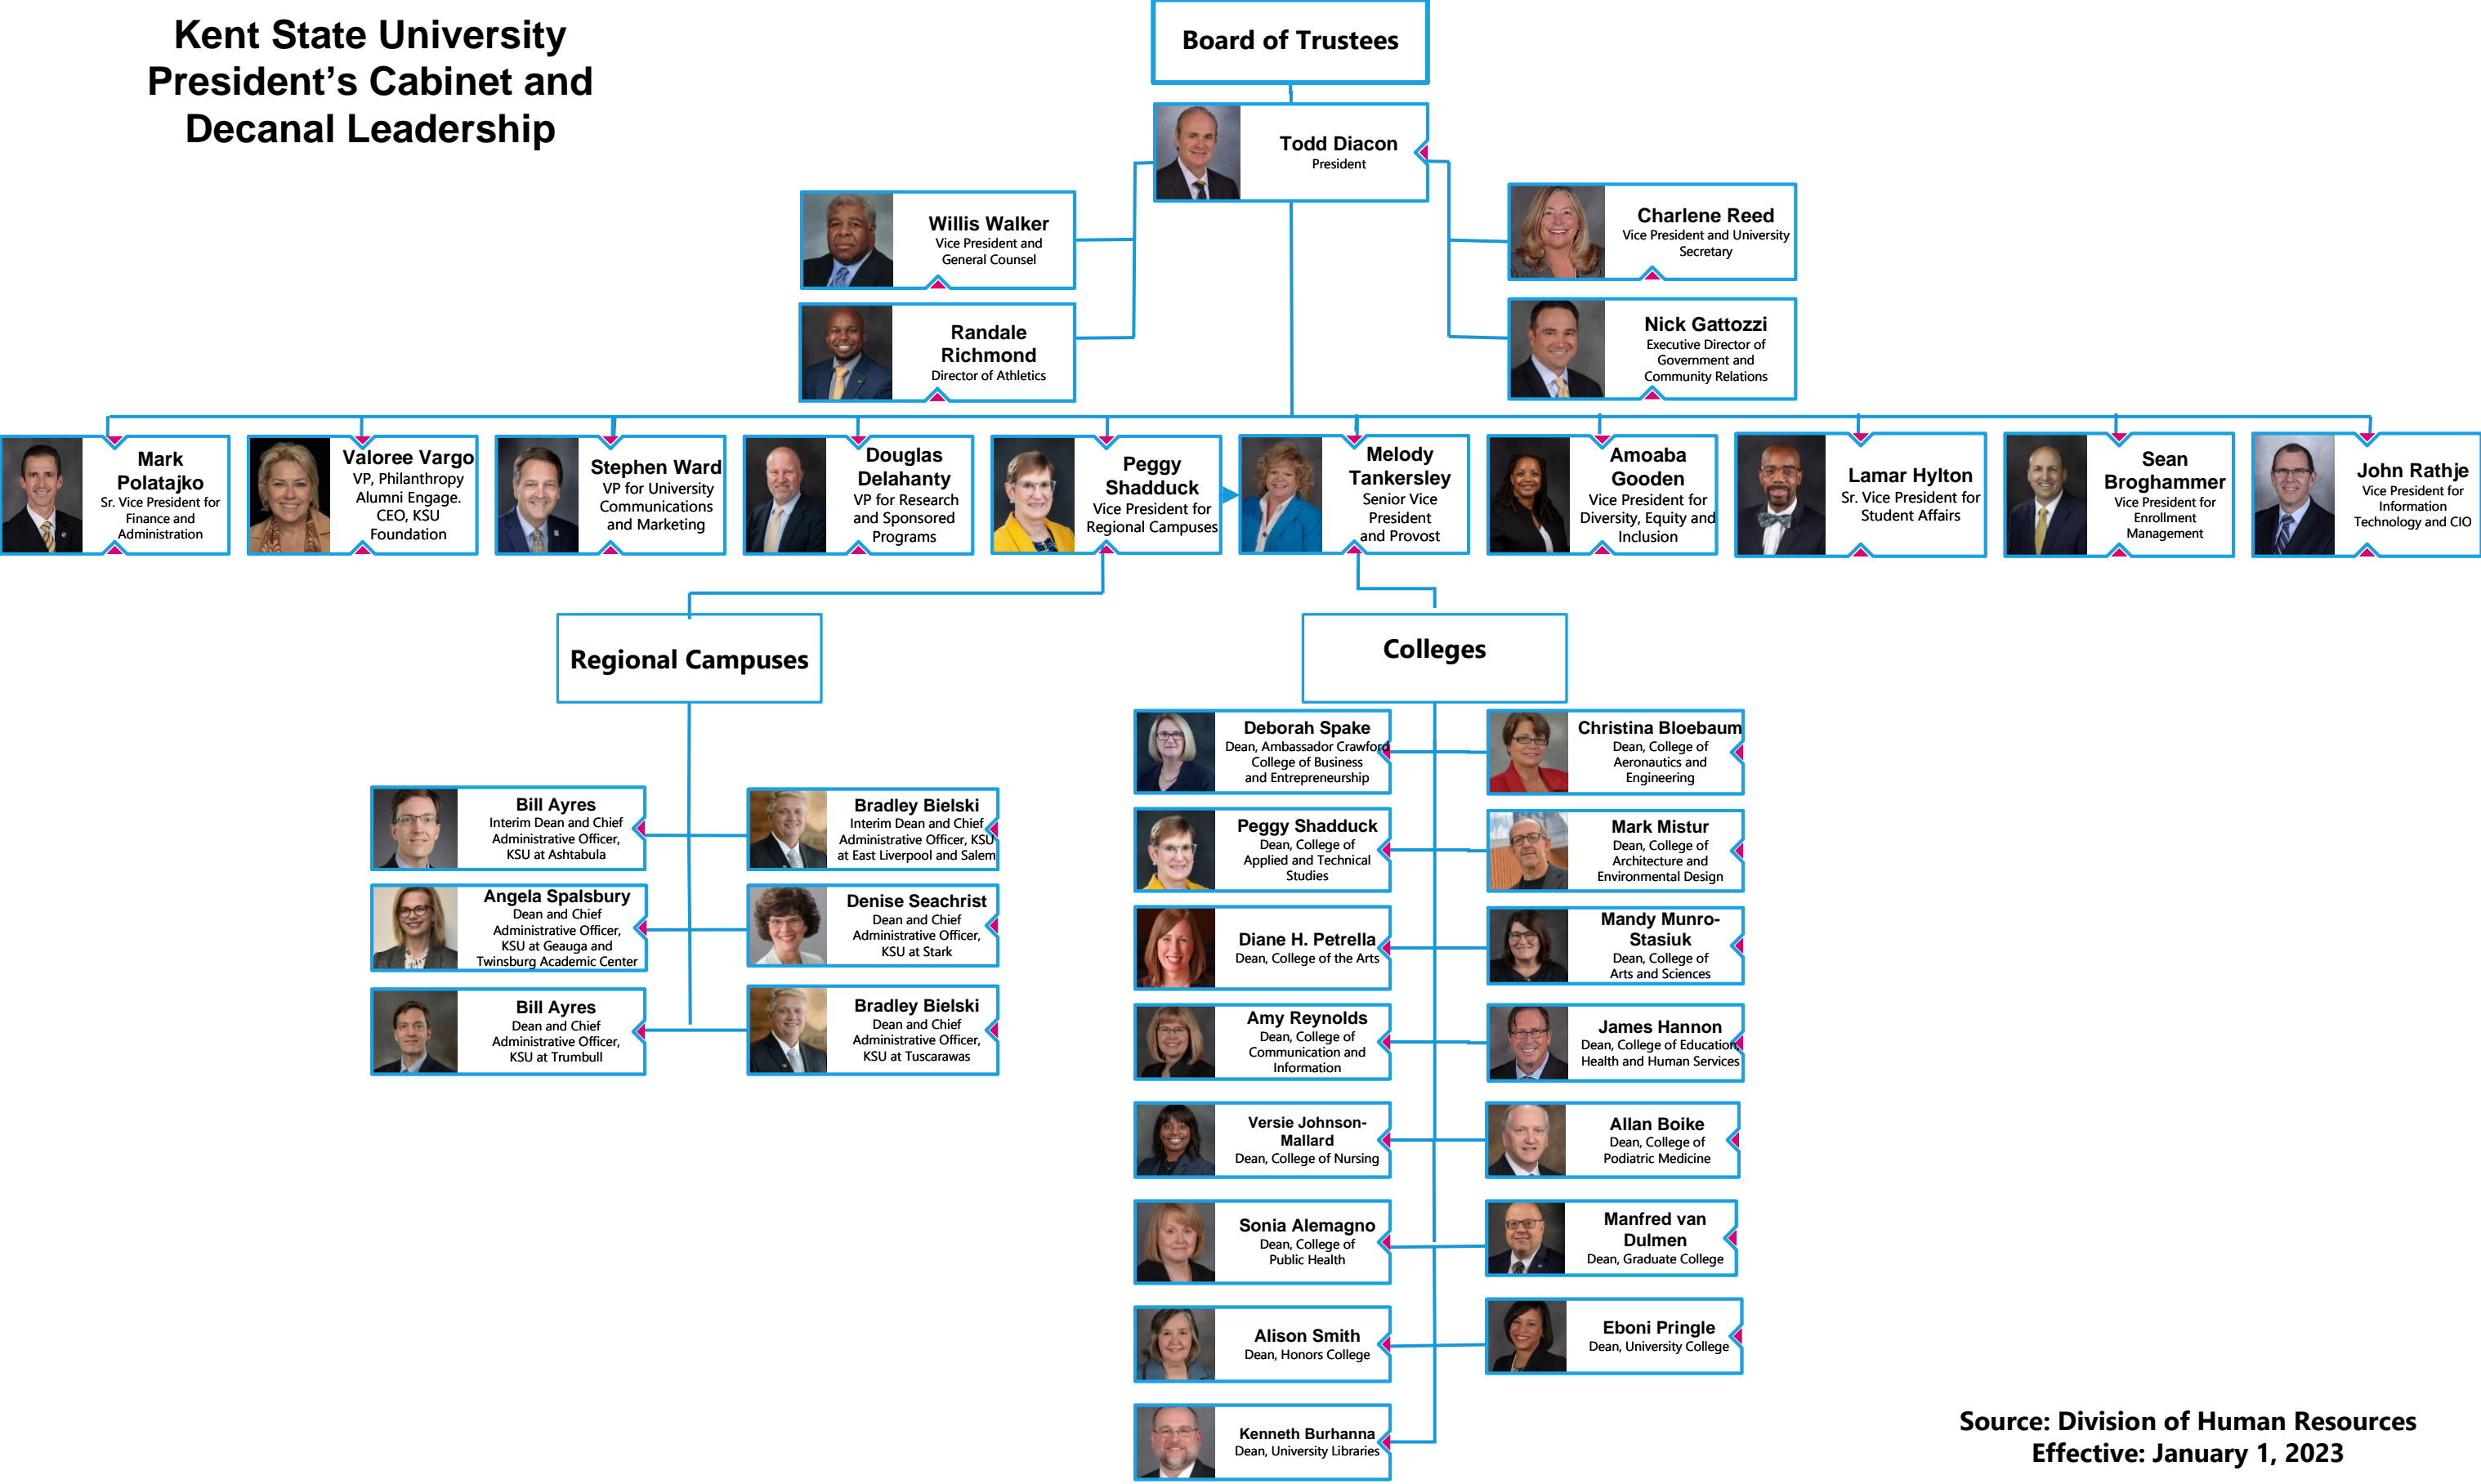 Kent State University
President’s Cabinet and
Decanal Leadership
Board of Trustees
Todd Diacon
President
Willis Walker
Vice President and
General Counsel
Charlene Reed
Vice President and University
Secretary
Randale
Richmond
Director of Athletics
Nick Gattozzi
Executive Director of
Government and
Community Relations
Mark
Polatajko
Sr. Vice President for
Finance and
Administration
Valoree Vargo
VP, Philanthropy
Alumni Engage.
CEO, KSU
Foundation
Stephen Ward
VP for University
Communications
and Marketing
Douglas
Delahanty
VP for Research
and Sponsored
Programs
Peggy
Shadduck
Vice President for
Regional Campuses
Melody
Tankersley
Senior Vice
President
and Provost
Amoaba
Gooden
Vice President for
Diversity, Equity and
Inclusion
Lamar Hylton
Sr. Vice President for
Student Affairs
Sean
Broghammer
Vice President for
Enrollment
Management
John Rathje
Vice President for
Information
Technology and CIO
Regional Campuses
Bill Ayres
Interim Dean and Chief
Administrative Officer,
KSU at Ashtabula
Bradley Bielski
Interim Dean and Chief
Administrative Officer, KSU
at East Liverpool and Salem
Angela Spalsbury
Dean and Chief
Administrative Officer,
KSU at Geauga and
Twinsburg Academic Center
Denise Seachrist
Dean and Chief
Administrative Officer,
KSU at Stark
Bill Ayres
Dean and Chief
Administrative Officer,
KSU at Trumbull
Bradley Bielski
Dean and Chief
Administrative Officer,
KSU at Tuscarawas
Colleges
Deborah Spake
Dean, Ambassador Crawford
College of Business
and Entrepreneurship
Christina Bloebaum
Dean, College of
Aeronautics and
Engineering
Peggy Shadduck
Dean, College of
Applied and Technical
Studies
Mark Mistur
Dean, College of
Architecture and
Environmental Design
Diane H. Petrella
Dean, College of the Arts
Mandy Munro-
Stasiuk
Dean, College of
Arts and Sciences
Amy Reynolds
Dean, College of
Communication and
Information
James Hannon
Dean, College of Education,
Health and Human Services
Versie Johnson-
Mallard
Dean, College of Nursing
Allan Boike
Dean, College of
Podiatric Medicine
Sonia Alemagno
Dean, College of
Public Health
Manfred van
Dulmen
Dean, Graduate College
Alison Smith
Dean, Honors College
Eboni Pringle
Dean, University College
Kenneth Burhanna
Dean, University Libraries
Source: Division of Human Resources
Effective: January 1, 2023